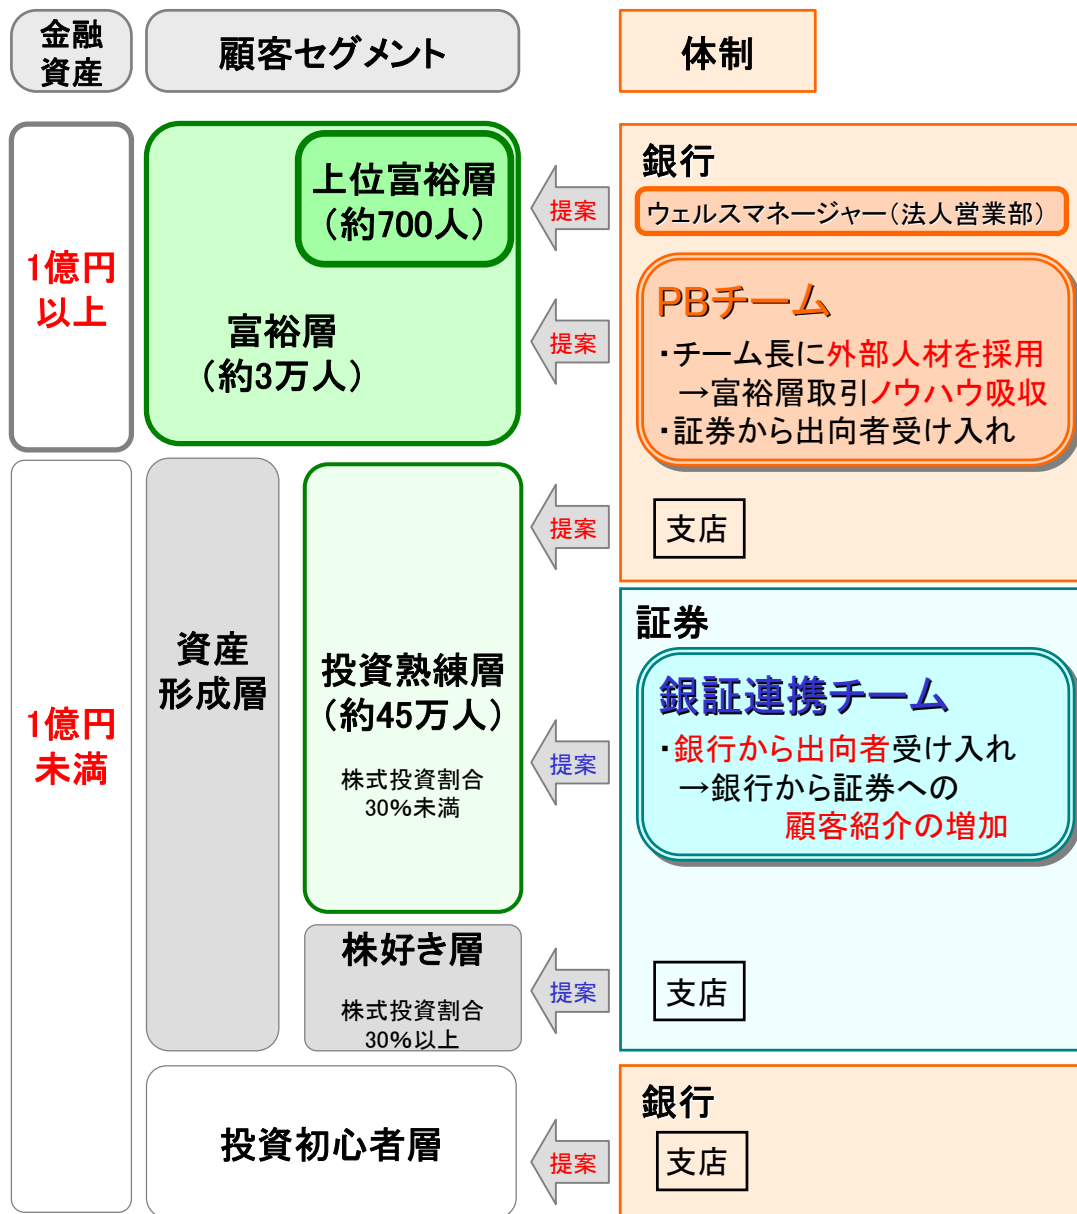 金融
資産
顧客セグメント
体制
1億円
以上
上位富裕層
（約700人）
富裕層
（約3万人）
提案
提案
銀行
ウェルスマネージャー（法人営業部）
PBチーム
・チーム長に外部人材を採用
→富裕層取引ノウハウ吸収
・証券から出向者受け入れ
提案
支店
1億円
未満
資産
形成層
投資熟練層
（約45万人）
株式投資割合
30%未満
提案
証券
銀証連携チーム
・銀行から出向者受け入れ
→銀行から証券への
顧客紹介の増加
株好き層
株式投資割合
30%以上
提案
支店
投資初心者層
提案
銀行
支店